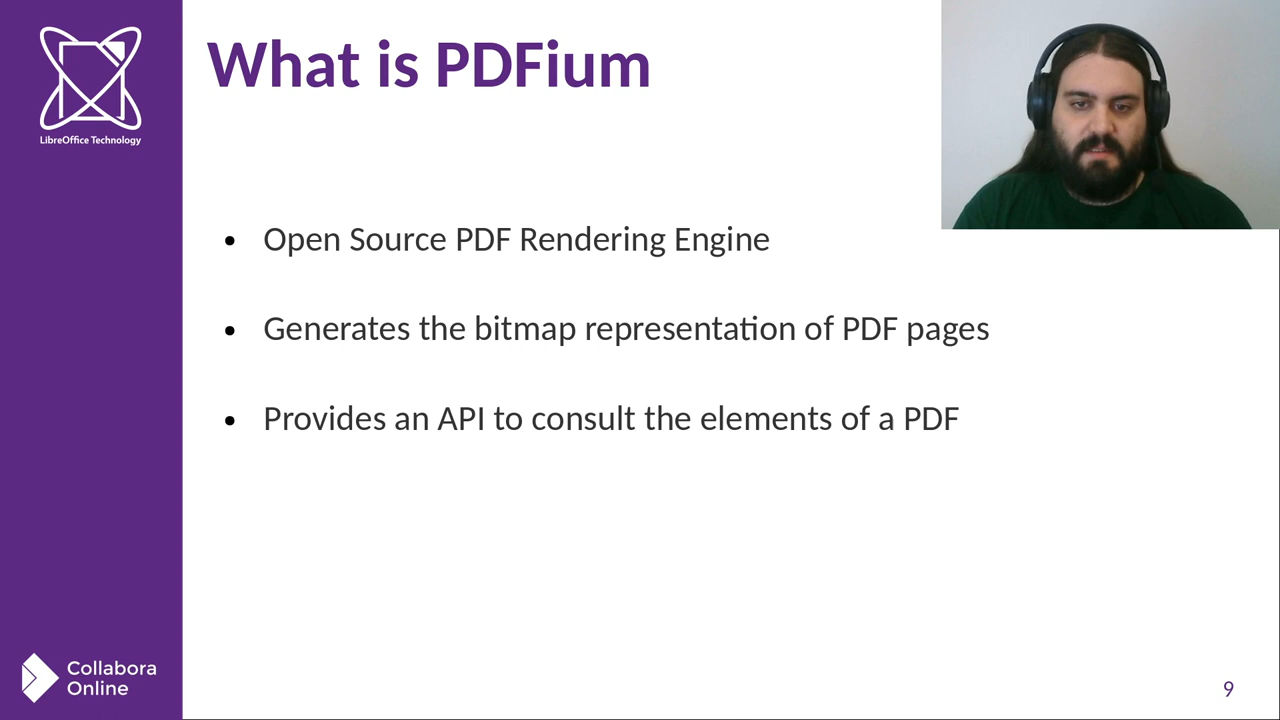 What is PDFium
LibreOffice Technology
• Open Source PDF Rendering Engine
• Generates the bitmap representation of PDF pages
• Provides an API to consult the elements of a PDF
Collabora
Online
9